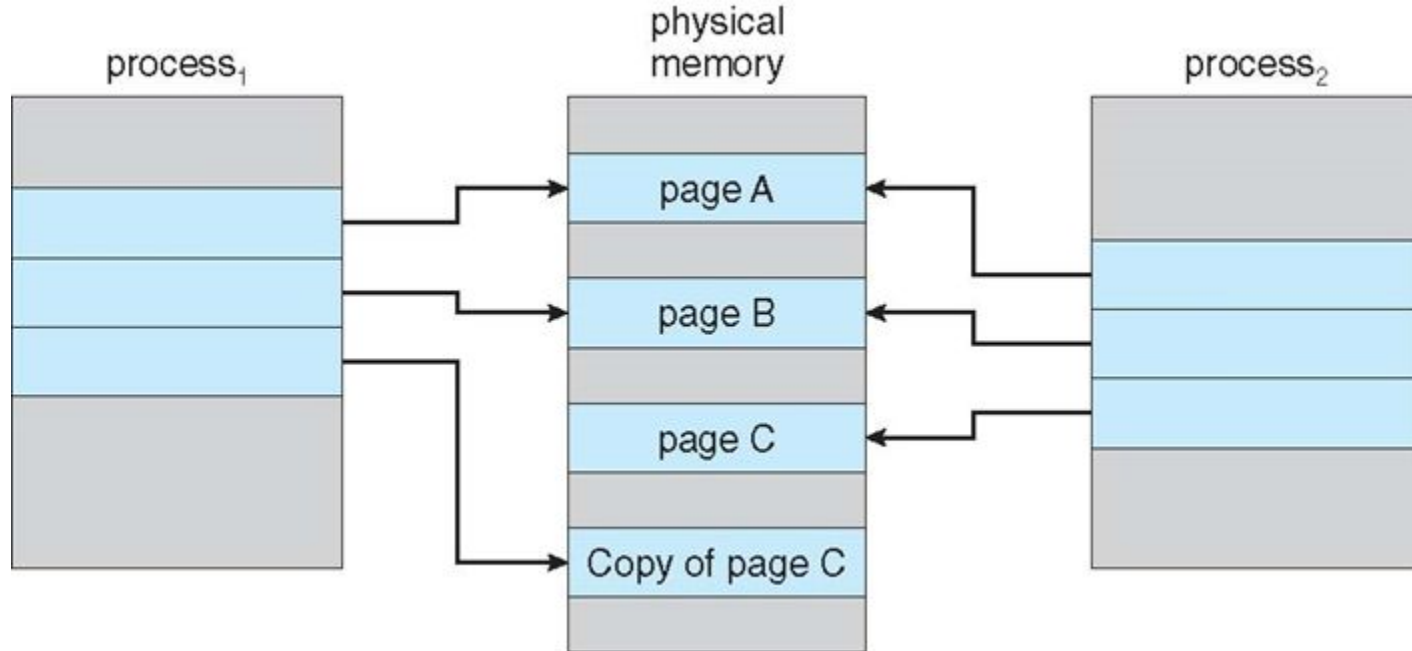 process₁
physical
memory
process₂
page A
page B
page C
Copy of page C